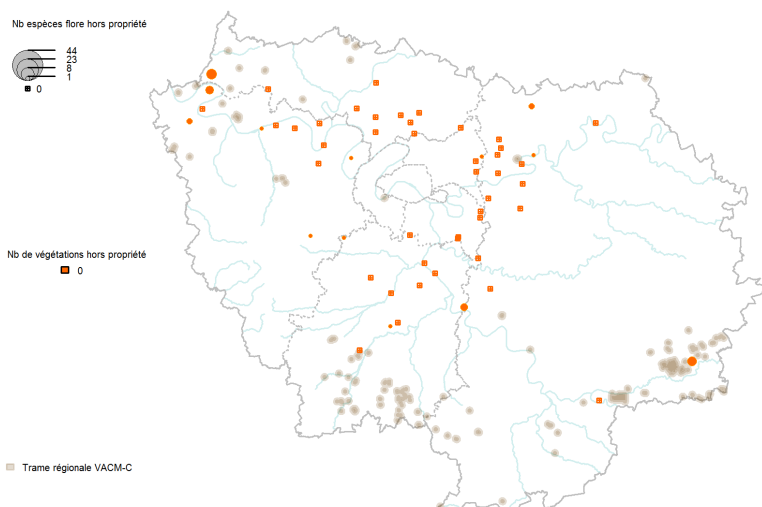 Nb espèces flore hors propriété
44
23
8
1
0
Nb de végétations hors propriété
0
Trame régionale VACM-C